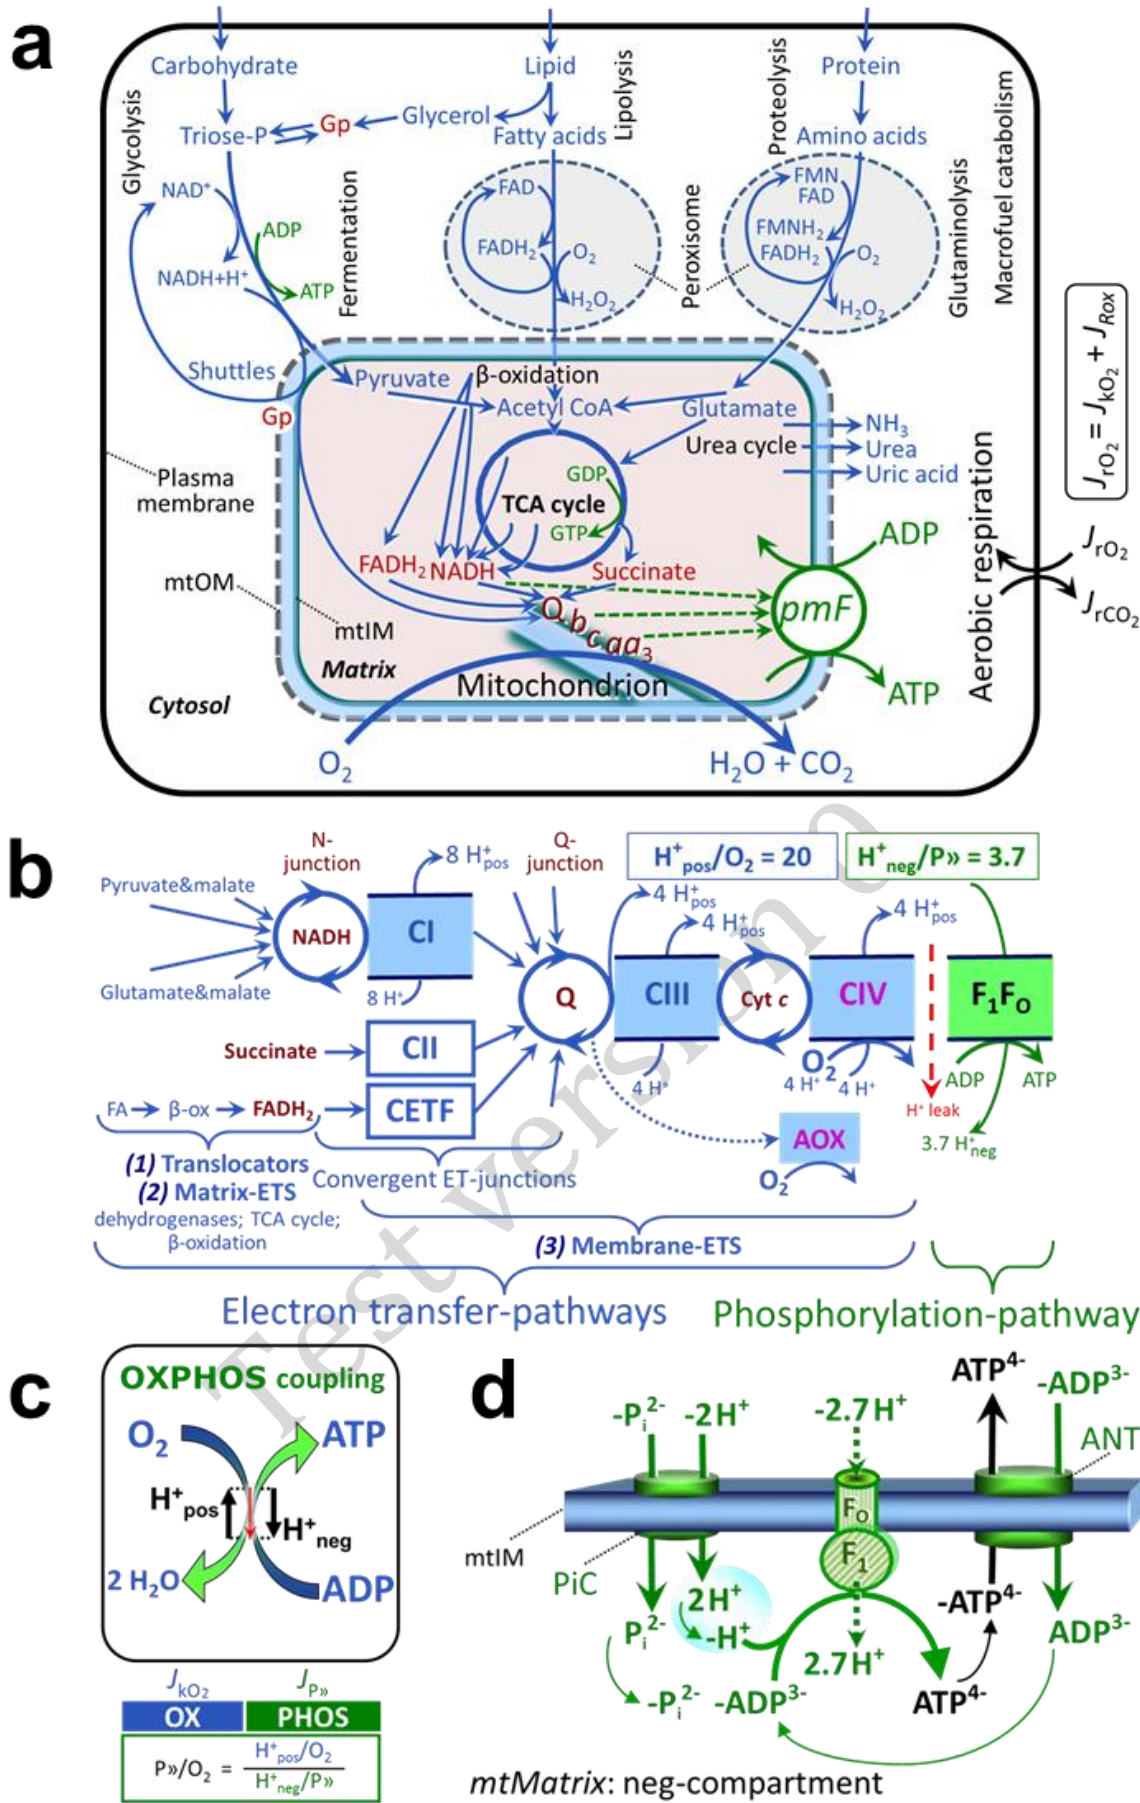 a
Carbohydrate
Lipid
Protein
Glycolysis
Triose-P
Gp
Glycerol
Fatty acids
Lipolysis
Proteolysis
Amino acids
Macrofuel catabolism
NAD⁺
NADH+H⁺
ADP
ATP
Fermentation
FAD
FADH₂
O₂
H₂O₂
Peroxisome
FMN
FAD
FMNH₂
FADH₂
O₂
H₂O₂
Glutaminolysis
Shuttles
Gp
Pyruvate
β-oxidation
Acetyl CoA
Glutamate
Urea cycle
NH₃
Urea
Uric acid
Plasma
membrane
GDP
TCA cycle
GTP
FADH₂
NADH
Succinate
Q b c aa₃
pmF
ADP
ATP
mtOM
mtIM
Matrix
Mitochondrion
Cytosol
O₂
H₂O + CO₂
Aerobic respiration
JrO₂ = JkO₂ + JRox
JrO₂
JrCO₂
b
N-
junction
8 H⁺pos
Q-
junction
H⁺pos/O₂ = 20
H⁺neg/P» = 3.7
Pyruvate&malate
NADH
CI
4 H⁺pos
4 H⁺pos
4 H⁺pos
Glutamate&malate
8 H⁺
Q
CIII
Cyt c
CIV
F₁FO
Succinate
CII
4 H⁺
O₂
4 H⁺
4 H⁺
ADP
ATP
H⁺ leak
3.7 H⁺neg
FA
β-ox
FADH₂
CETF
AOX
O₂
(1) Translocators
(2) Matrix-ETS
dehydrogenases; TCA cycle;
β-oxidation
Convergent ET-junctions
(3) Membrane-ETS
Electron transfer-pathways
Phosphorylation-pathway
Test version 0
c
OXPHOS coupling
O₂
ATP
H⁺pos
H⁺neg
2 H₂O
ADP
JkO₂
JP»
OX
PHOS
P»/O₂ = H⁺pos/O₂
H⁺neg/P»
d
ATP⁴⁻
-ADP³⁻
-Pi²⁻
-2H⁺
-2.7H⁺
ANT
FO
F₁
mtIM
PiC
2H⁺
-H⁺
Pi²⁻
2.7H⁺
-ATP⁴⁻
ADP³⁻
-Pi²⁻
-ADP³⁻
ATP⁴⁻
mtMatrix: neg-compartment